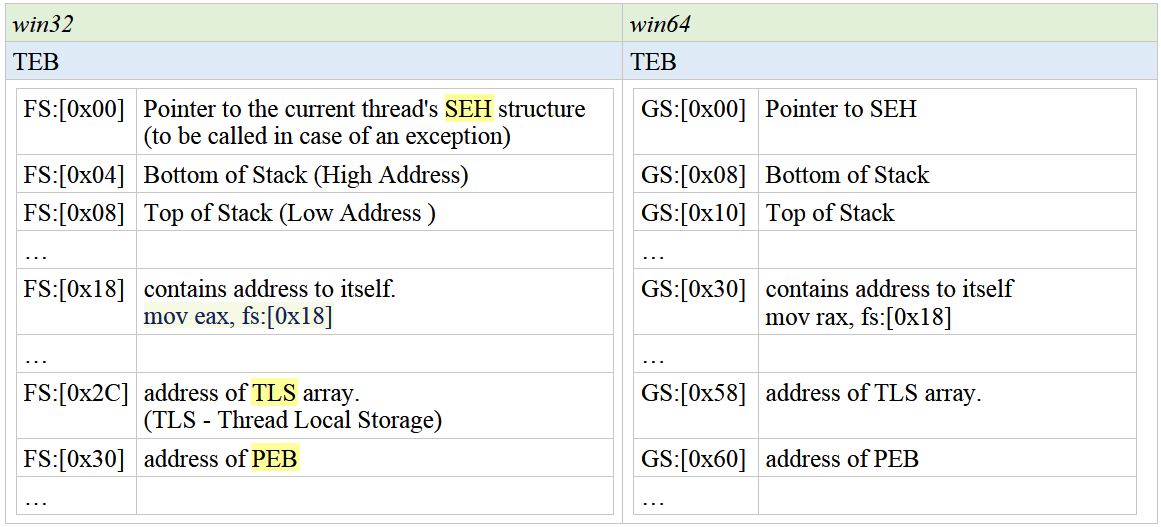 win32 win64
TEB TEB
FS:[0x00] Pointer to the current thread's SEH structure GS:[0x00] Pointer to SEH
(to be called in case of an exception)
FS:[0x04] Bottom of Stack (High Address) GS:[0x08] Bottom of Stack
FS:[0x08] Top of Stack (Low Address ) GS:[0x10] Top of Stack
… …
FS:[0x18] contains address to itself. GS:[0x30] contains address to itself
mov eax, fs:[0x18] mov rax, fs:[0x18]
… …
FS:[0x2C] address of TLS array. GS:[0x58] address of TLS array.
(TLS - Thread Local Storage)
FS:[0x30] address of PEB GS:[0x60] address of PEB
… …